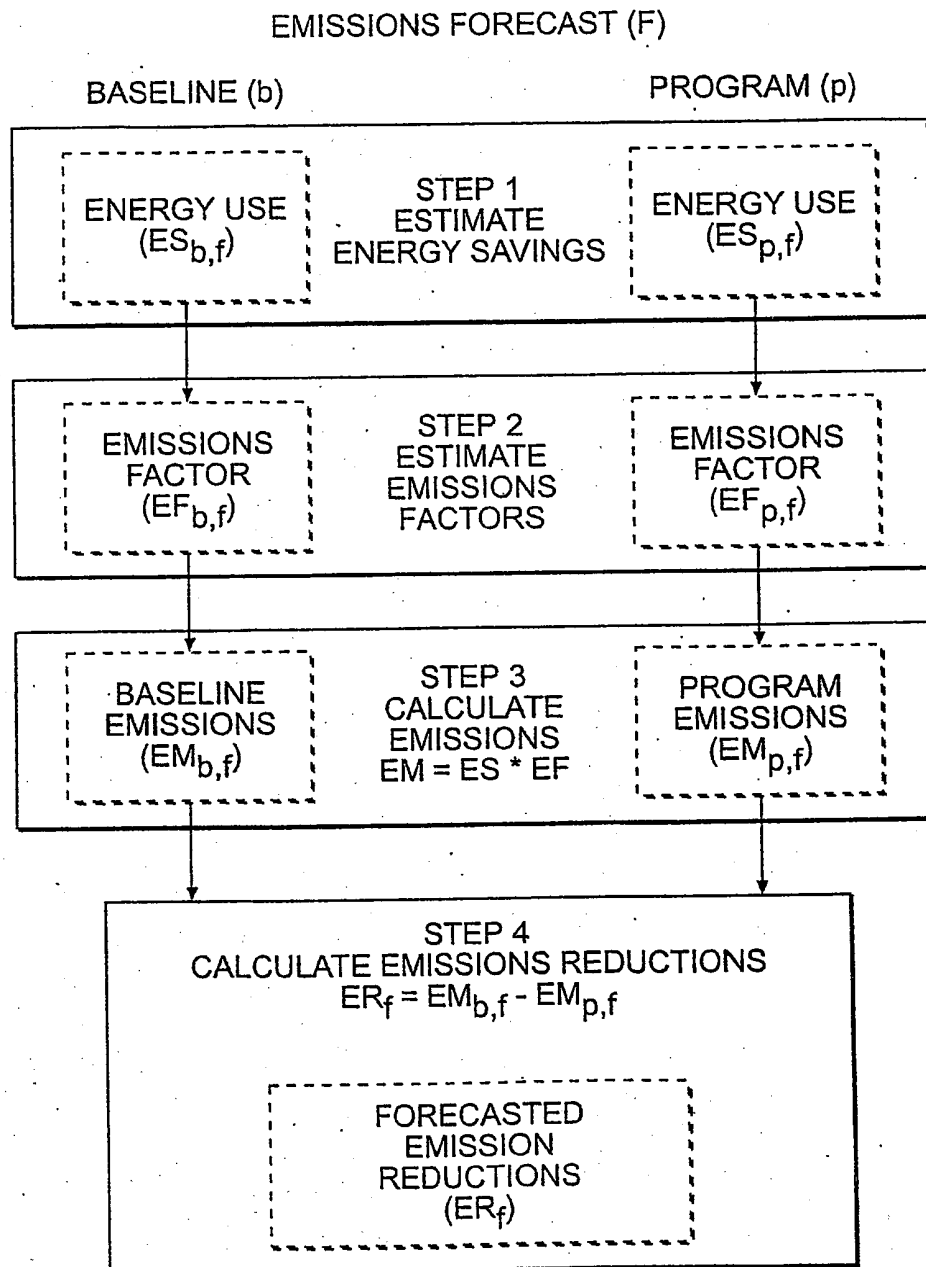 EMISSIONS FORECAST (F)
BASELINE (b)
PROGRAM (p)
ENERGY USE
(ES_b,f)
STEP 1
ESTIMATE
ENERGY SAVINGS
ENERGY USE
(ES_p,f)
EMISSIONS
FACTOR
(EF_b,f)
STEP 2
ESTIMATE
EMISSIONS
FACTORS
EMISSIONS
FACTOR
(EF_p,f)
BASELINE
EMISSIONS
(EM_b,f)
STEP 3
CALCULATE
EMISSIONS
EM = ES * EF
PROGRAM
EMISSIONS
(EM_p,f)
STEP 4
CALCULATE EMISSIONS REDUCTIONS
ER_f = EM_b,f - EM_p,f
FORECASTED
EMISSION
REDUCTIONS
(ER_f)